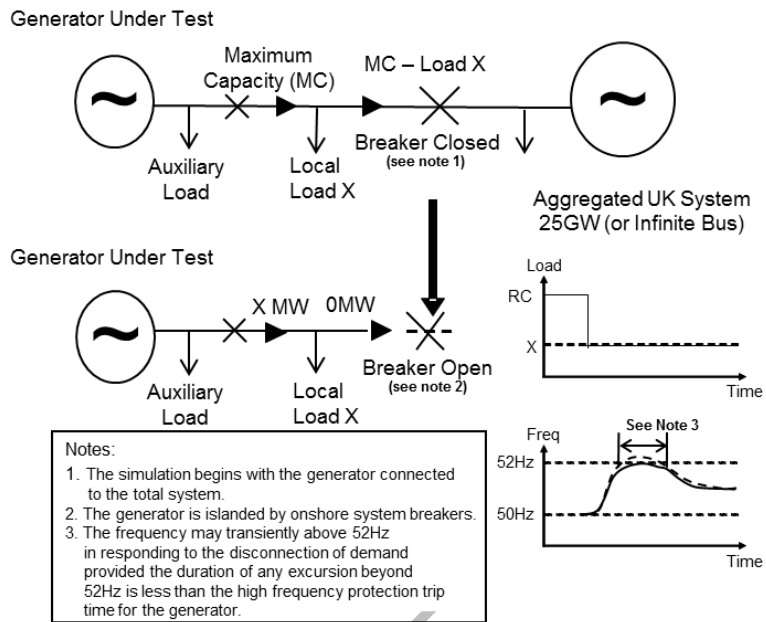 Generator Under Test
Maximum
Capacity (MC)
MC – Load X
~
~
Auxiliary
Load
Local
Load X
Breaker Closed
(see note 1)
Aggregated UK System
25GW (or Infinite Bus)
Generator Under Test
X MW
0MW
~
Auxiliary
Load
Local
Load X
Breaker Open
(see note 2)
Load
RC
X
Time
See Note 3
Freq
52Hz
50Hz
Time
Notes:
1. The simulation begins with the generator connected
to the total system.
2. The generator is islanded by onshore system breakers.
3. The frequency may transiently above 52Hz
in responding to the disconnection of demand
provided the duration of any excursion beyond
52Hz is less than the high frequency protection trip
time for the generator.